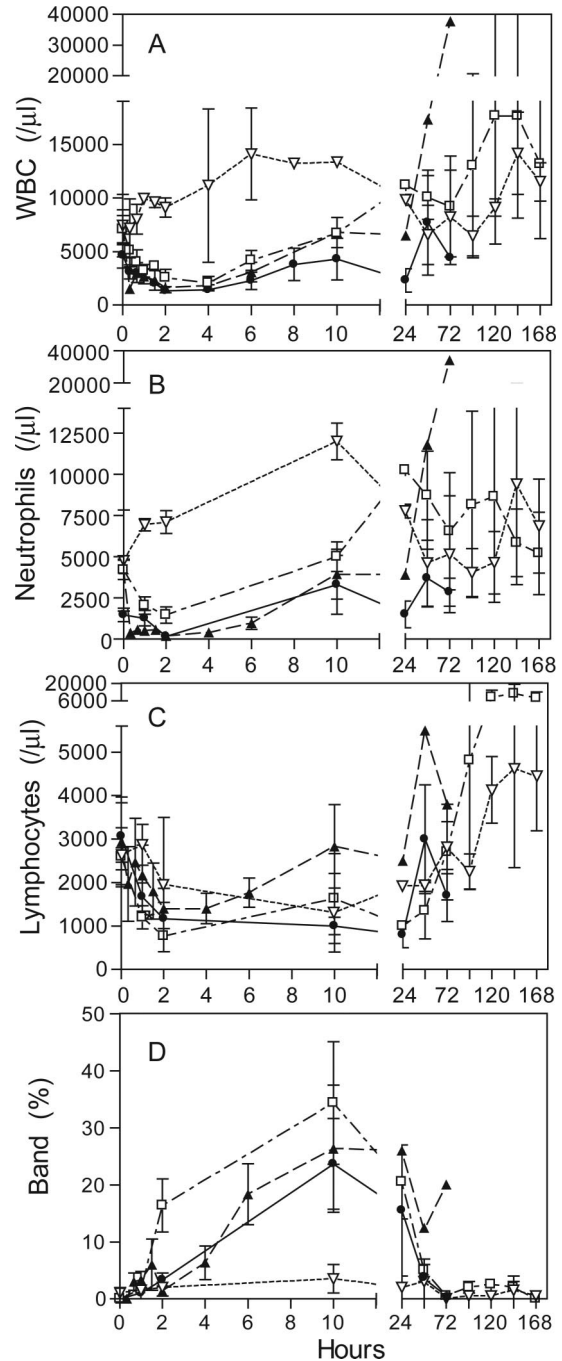 A
40000
30000
20000
15000
10000
5000
0
WBC (/µl)
0 2 4 6 8 10 24 72 120 168
B
40000
20000
12500
10000
7500
5000
2500
0
Neutrophils (/µl)
0 2 4 6 8 10 24 72 120 168
C
20000
6000
5000
4000
3000
2000
1000
0
Lymphocytes (/µl)
0 2 4 6 8 10 24 72 120 168
D
50
40
30
20
10
0
Band (%)
0 2 4 6 8 10 24 72 120 168
Hours